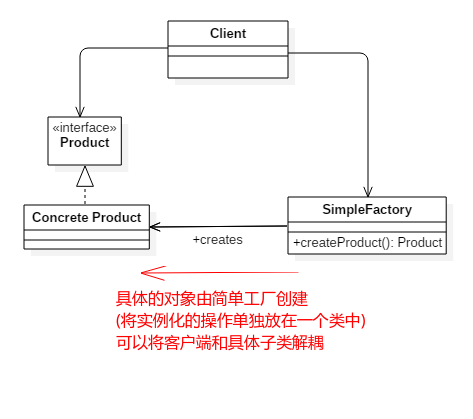 Client
«interface»
Product
Concrete Product
SimpleFactory
+createProduct(): Product
+creates
具体的对象由简单工厂创建
(将实例化的操作单独放在一个类中)
可以将客户端和具体子类解耦